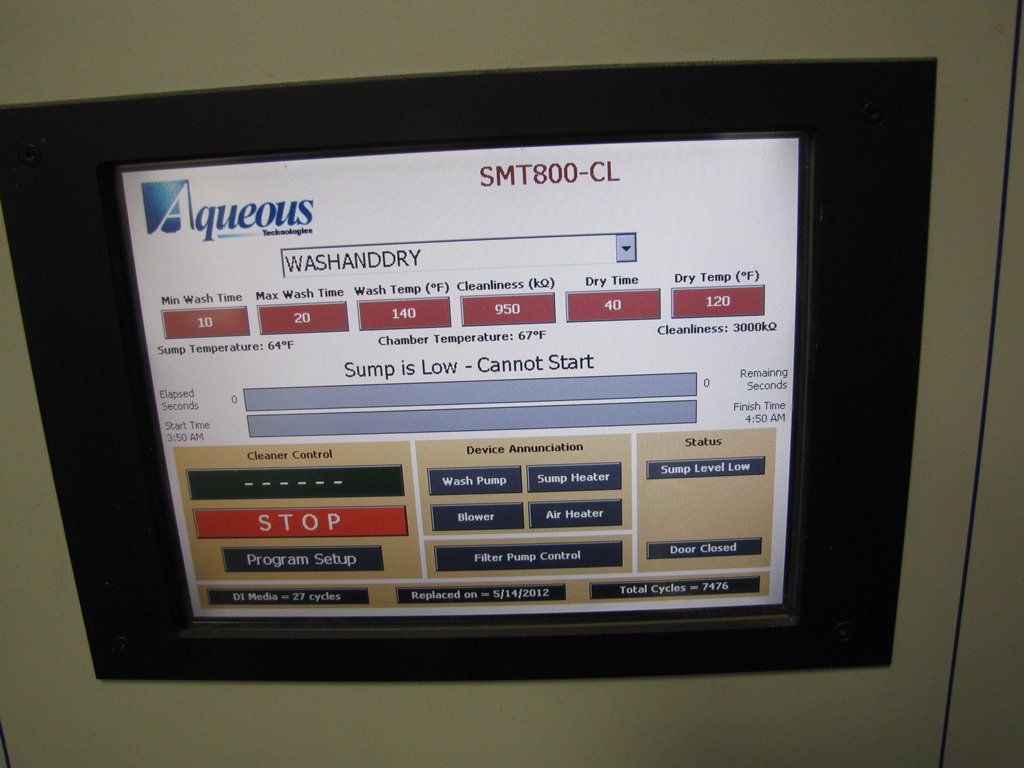 SMT800-CL
Aqueous
Technologies
WASHANDDRY
Min Wash Time
Max Wash Time
Wash Temp (°F)
Cleanliness (kΩ)
Dry Time
Dry Temp (°F)
10
20
140
950
40
120
Sump Temperature: 64°F
Chamber Temperature: 67°F
Cleanliness: 3000kΩ
Sump is Low - Cannot Start
Elapsed
Seconds
0
0
Remainng
Seconds
Start Time
3:50 AM
Finish Time
4:50 AM
Cleaner Control
------
STOP
Program Setup
Device Annunciation
Wash Pump
Sump Heater
Blower
Air Heater
Filter Pump Control
Status
Sump Level Low
Door Closed
DI Media = 27 cycles
Replaced on = 5/14/2012
Total Cycles = 7476